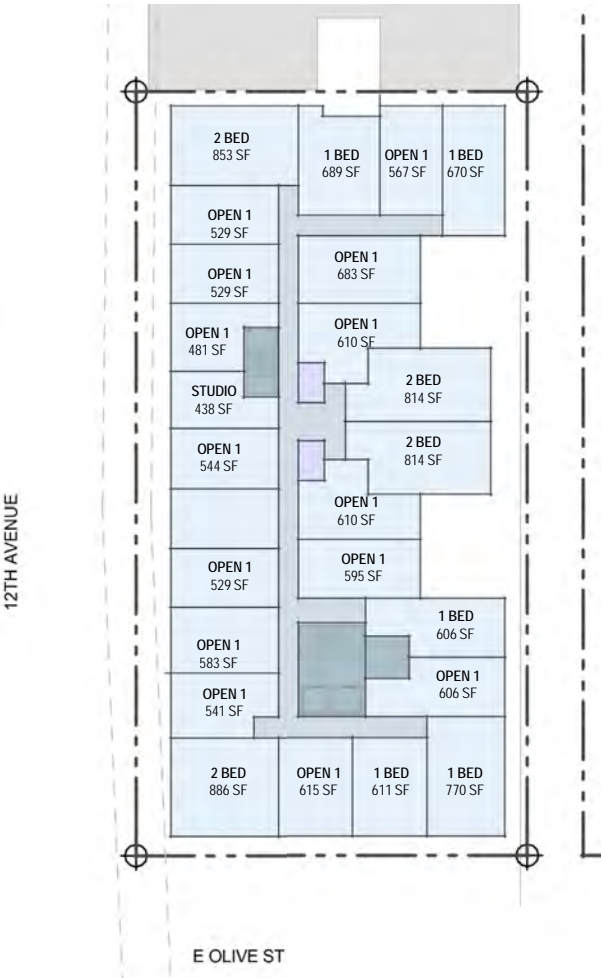 2 BED
853 SF
1 BED
689 SF
OPEN 1
567 SF
1 BED
670 SF
OPEN 1
529 SF
OPEN 1
683 SF
OPEN 1
529 SF
OPEN 1
610 SF
OPEN 1
481 SF
2 BED
814 SF
STUDIO
438 SF
2 BED
814 SF
OPEN 1
544 SF
OPEN 1
610 SF
OPEN 1
595 SF
OPEN 1
529 SF
1 BED
606 SF
OPEN 1
583 SF
OPEN 1
606 SF
OPEN 1
541 SF
2 BED
886 SF
OPEN 1
615 SF
1 BED
611 SF
1 BED
770 SF
12TH AVENUE
E OLIVE ST